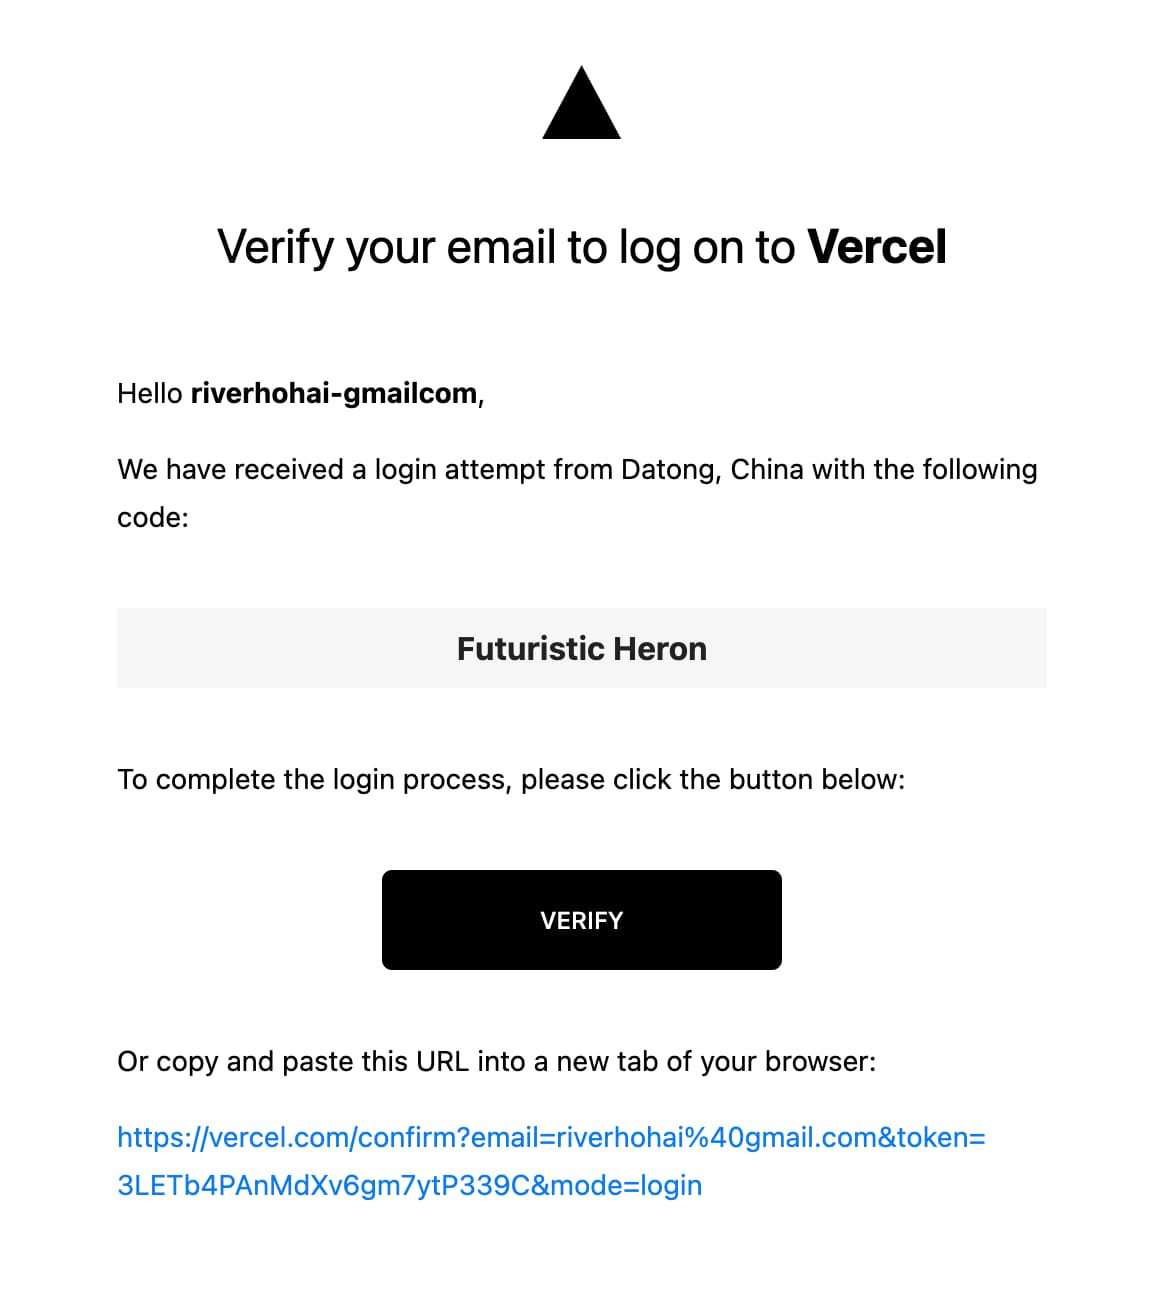 Verify your email to log on to Vercel
Hello riverhohai-gmailcom,
We have received a login attempt from Datong, China with the following
code:
Futuristic Heron
To complete the login process, please click the button below:
VERIFY
Or copy and paste this URL into a new tab of your browser:
https://vercel.com/confirm?email=riverhohai%40gmail.com&token=
3LETb4PAnMdXv6gm7ytP339C&mode=login